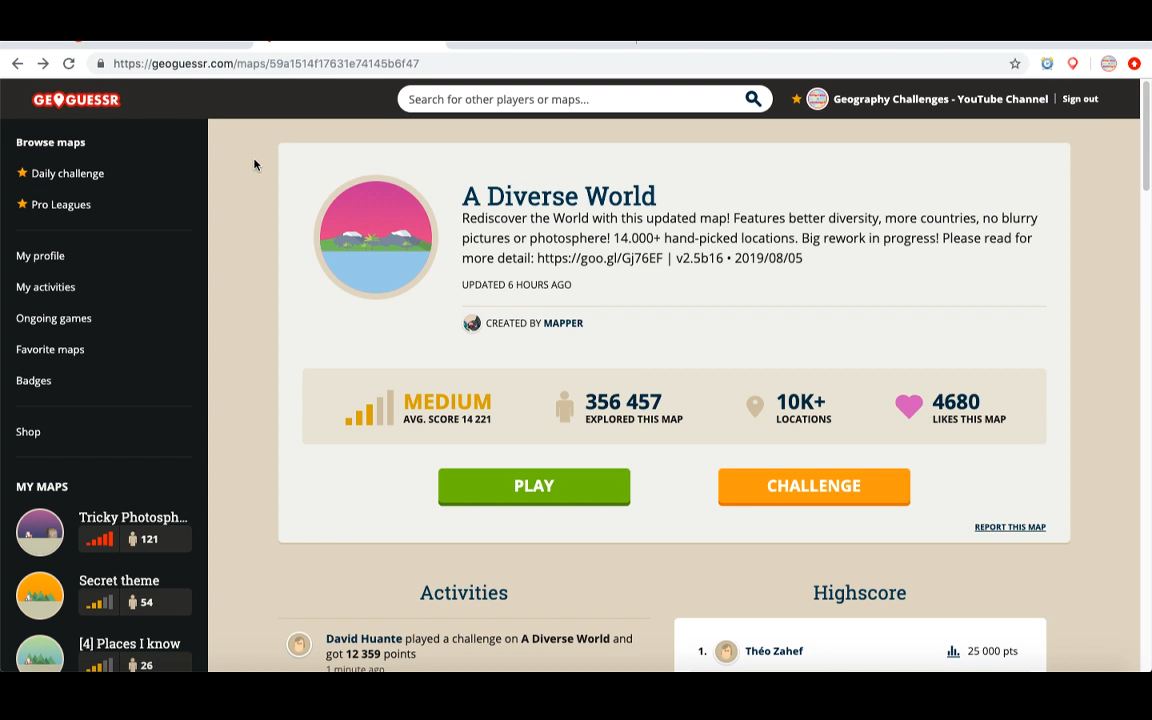 https://geoguessr.com/maps/59a1514f17631e74145b6f47
GEOGUESSR
Search for other players or maps...
Geography Challenges - YouTube Channel
Sign out
Browse maps
Daily challenge
Pro Leagues
My profile
My activities
Ongoing games
Favorite maps
Badges
Shop
MY MAPS
Tricky Photosph...
121
Secret theme
54
[4] Places I know
26
A Diverse World
Rediscover the World with this updated map! Features better diversity, more countries, no blurry
pictures or photosphere! 14.000+ hand-picked locations. Big rework in progress! Please read for
more detail: https://goo.gl/Gj76EF | v2.5b16 • 2019/08/05
UPDATED 6 HOURS AGO
CREATED BY MAPPER
MEDIUM
AVG. SCORE 14 221
356 457
EXPLORED THIS MAP
10K+
LOCATIONS
4680
LIKES THIS MAP
PLAY
CHALLENGE
REPORT THIS MAP
Activities
David Huante played a challenge on A Diverse World and
got 12 359 points
1 minute ago
Highscore
1. Théo Zahef 25 000 pts